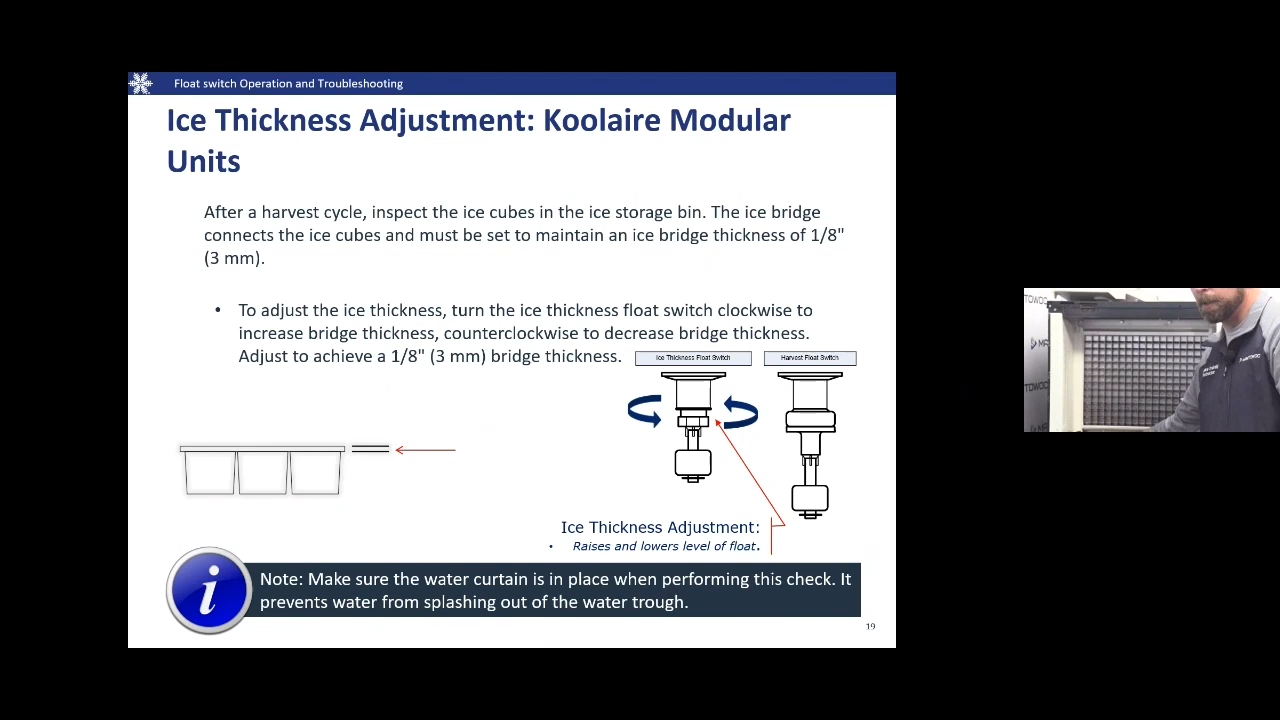 Float switch Operation and Troubleshooting
Ice Thickness Adjustment: Koolaire Modular
Units
After a harvest cycle, inspect the ice cubes in the ice storage bin. The ice bridge
connects the ice cubes and must be set to maintain an ice bridge thickness of 1/8"
(3 mm).
• To adjust the ice thickness, turn the ice thickness float switch clockwise to
increase bridge thickness, counterclockwise to decrease bridge thickness.
Adjust to achieve a 1/8" (3 mm) bridge thickness.
Ice Thickness Float Switch
Harvest Float Switch
Ice Thickness Adjustment:
• Raises and lowers level of float.
Note: Make sure the water curtain is in place when performing this check. It
prevents water from splashing out of the water trough.
19